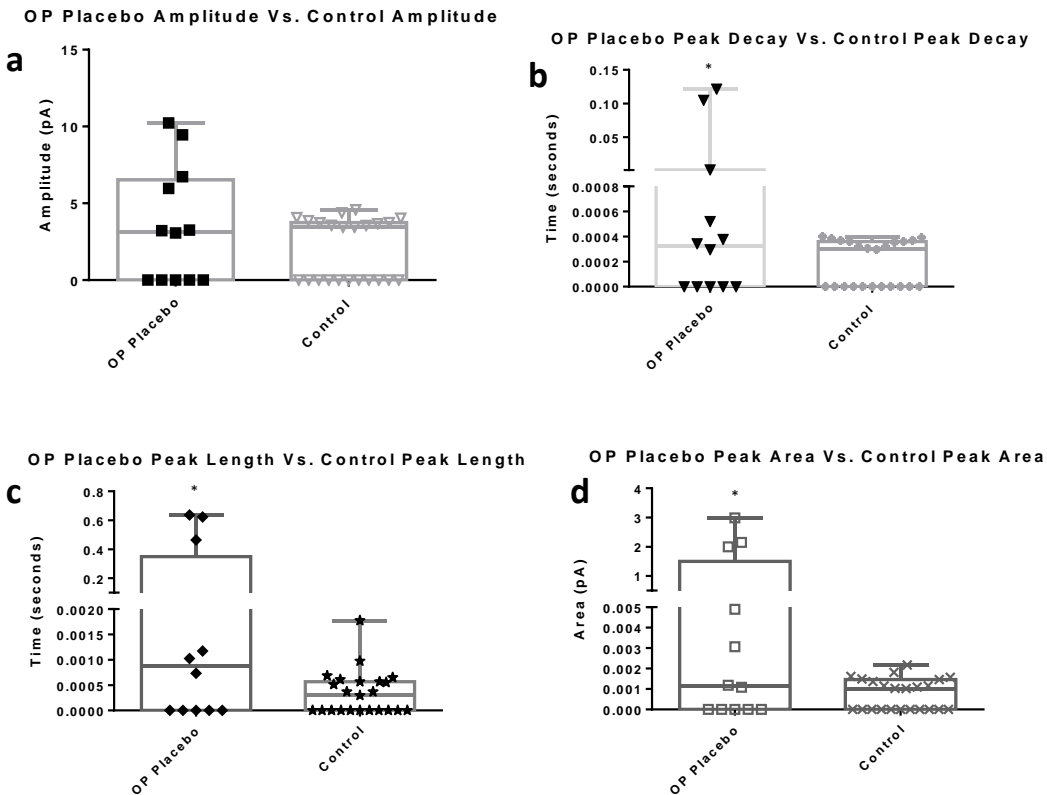 OP Placebo Amplitude Vs. Control Amplitude
a
15
10
5
0
Amplitude (pA)
OP Placebo
Control
OP Placebo Peak Decay Vs. Control Peak Decay
b
*
0.15
0.10
0.05
0.0008
0.0006
0.0004
0.0002
0.0000
Time (seconds)
OP Placebo
Control
OP Placebo Peak Length Vs. Control Peak Length
c
*
0.8
0.6
0.4
0.2
0.0020
0.0015
0.0010
0.0005
0.0000
Time (seconds)
OP Placebo
Control
OP Placebo Peak Area Vs. Control Peak Area
d
*
4
3
2
1
0.005
0.004
0.003
0.002
0.001
0.000
Area (pA)
OP Placebo
Control